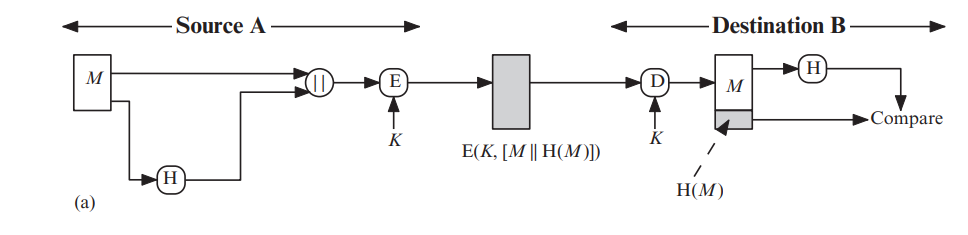 Source A
Destination B
M
||
E
D
M
H
K
K
Compare
E(K, [M || H(M)])
H
H(M)
(a)